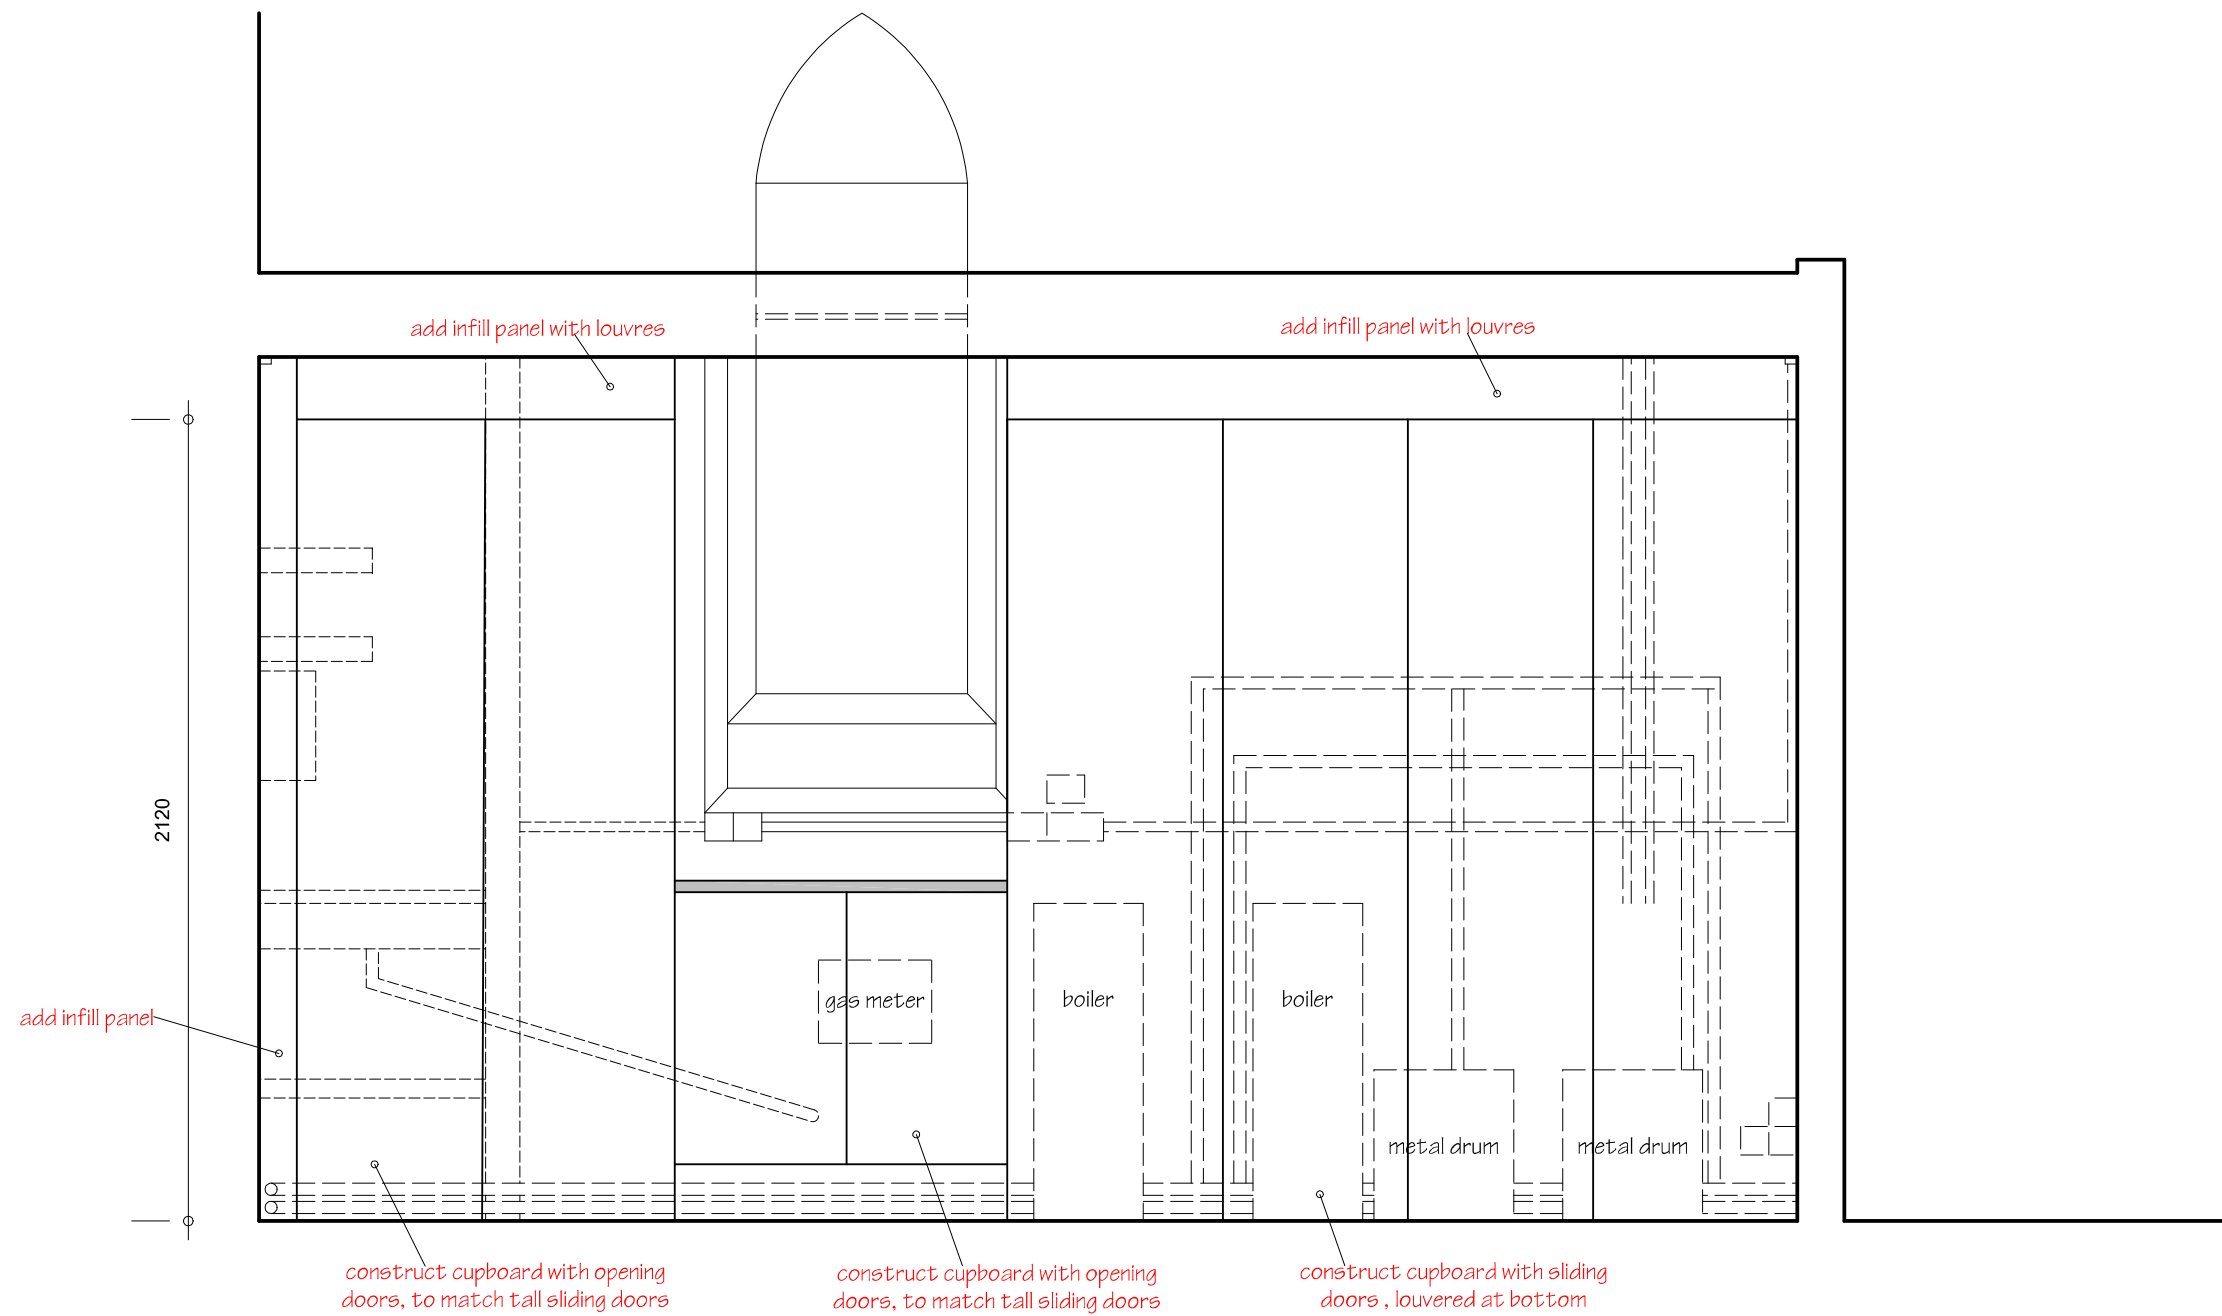 add infill panel with louvres
add infill panel with louvres
2120
gas meter
boiler
boiler
add infill panel
metal drum
metal drum
construct cupboard with opening
doors, to match tall sliding doors
construct cupboard with opening
doors, to match tall sliding doors
construct cupboard with sliding
doors , louvered at bottom